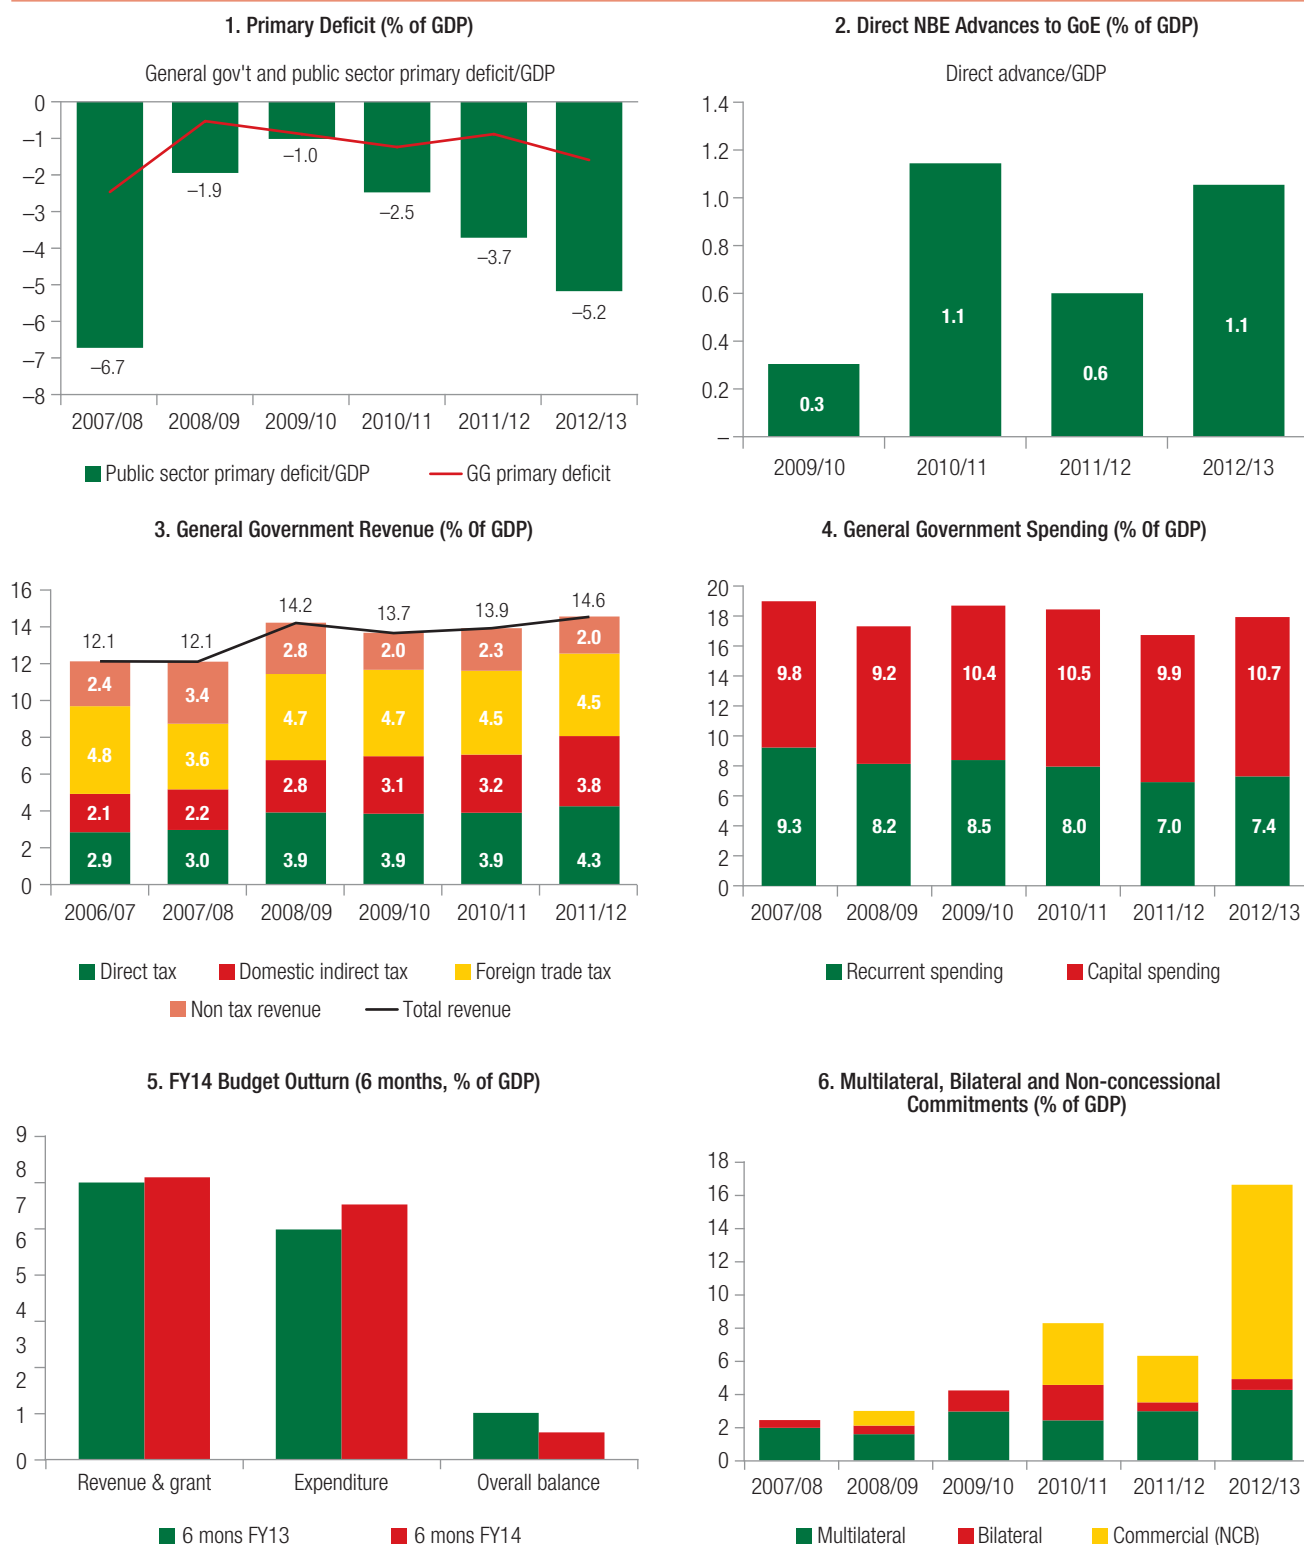 1. Primary Deficit (% of GDP)
General gov't and public sector primary deficit/GDP
0
–1
–2
–3
–4
–5
–6
–7
–8
–6.7
–1.9
–1.0
–2.5
–3.7
–5.2
2007/08 2008/09 2009/10 2010/11 2011/12 2012/13
Public sector primary deficit/GDP GG primary deficit
2. Direct NBE Advances to GoE (% of GDP)
Direct advance/GDP
1.4
1.2
1.0
0.8
0.6
0.4
0.2
–
0.3
1.1
0.6
1.1
2009/10 2010/11 2011/12 2012/13
3. General Government Revenue (% Of GDP)
16
14
12
10
8
6
4
2
0
12.1 12.1 14.2 13.7 13.9 14.6
2.4 3.4 2.8 2.0 2.3 2.0
4.8 3.6 4.7 4.7 4.5 4.5
2.1 2.2 2.8 3.1 3.2 3.8
2.9 3.0 3.9 3.9 3.9 4.3
2006/07 2007/08 2008/09 2009/10 2010/11 2011/12
Direct tax Domestic indirect tax Foreign trade tax
Non tax revenue Total revenue
4. General Government Spending (% Of GDP)
20
18
16
14
12
10
8
6
4
2
0
9.8 9.2 10.4 10.5 9.9 10.7
9.3 8.2 8.5 8.0 7.0 7.4
2007/08 2008/09 2009/10 2010/11 2011/12 2012/13
Recurrent spending Capital spending
5. FY14 Budget Outturn (6 months, % of GDP)
9
8
7
6
5
4
3
2
1
0
Revenue & grant Expenditure Overall balance
6 mons FY13 6 mons FY14
6. Multilateral, Bilateral and Non-concessional
Commitments (% of GDP)
18
16
14
12
10
8
6
4
2
0
2007/08 2008/09 2009/10 2010/11 2011/12 2012/13
Multilateral Bilateral Commercial (NCB)